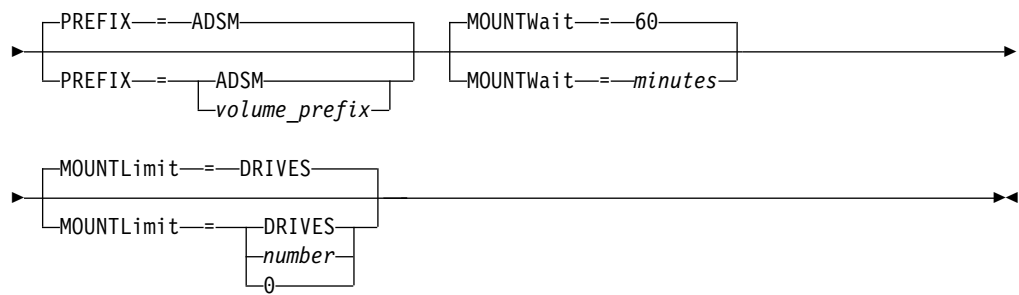 PREFIX = ADSM MOUNTWait = 60
PREFIX = ADSM MOUNTWait = minutes
volume_prefix
MOUNTLimit = DRIVES
MOUNTLimit = DRIVES
number
0